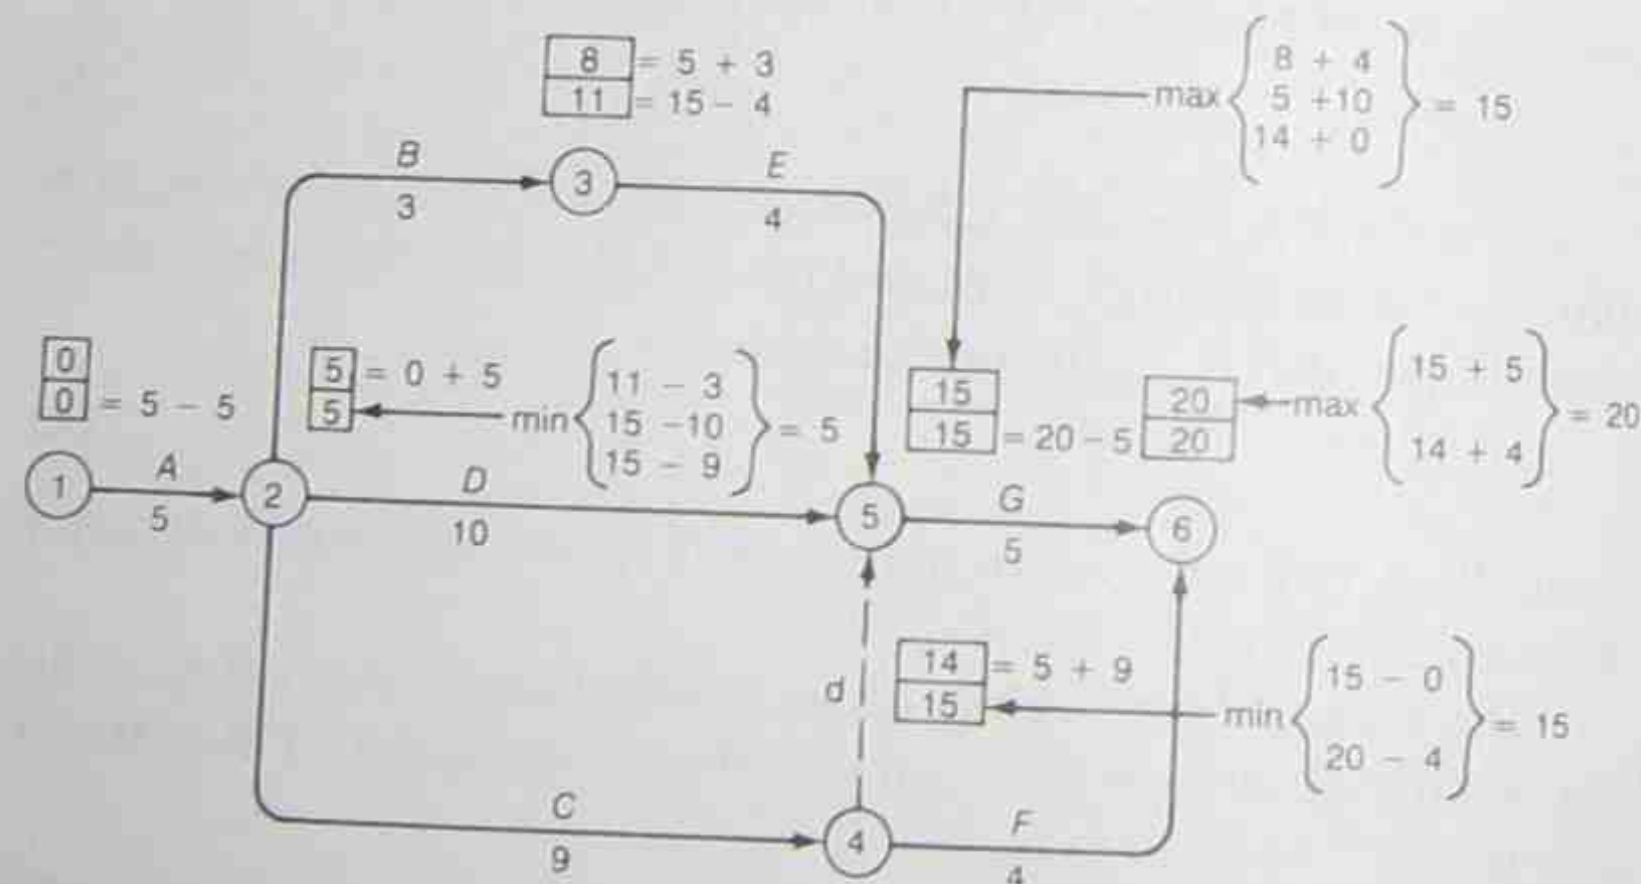 8 = 5 + 3
11 = 15 - 4
max { 8 + 4
5 +10
14 + 0 } = 15
B
3
3
E
4
0
0 = 5 - 5
5 = 0 + 5
5
min { 11 - 3
15 -10
15 - 9 } = 5
15
15 = 20 - 5
20
20
max { 15 + 5
14 + 4 } = 20
1
A
5
2
D
10
5
G
5
6
d
14 = 5 + 9
15
min { 15 - 0
20 - 4 } = 15
C
9
4
F
4